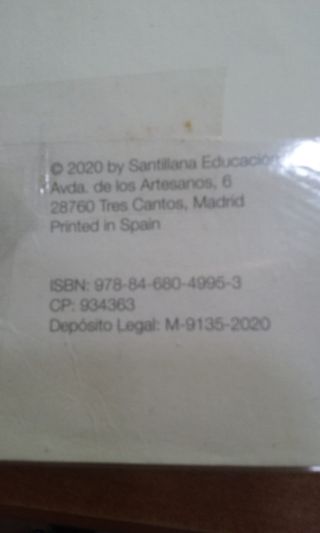 © 2020 by Santillana Educación
Avda. de los Artesanos, 6
28760 Tres Cantos, Madrid
Printed in Spain
ISBN: 978-84-680-4995-3
CP: 934363
Depósito Legal: M-9135-2020